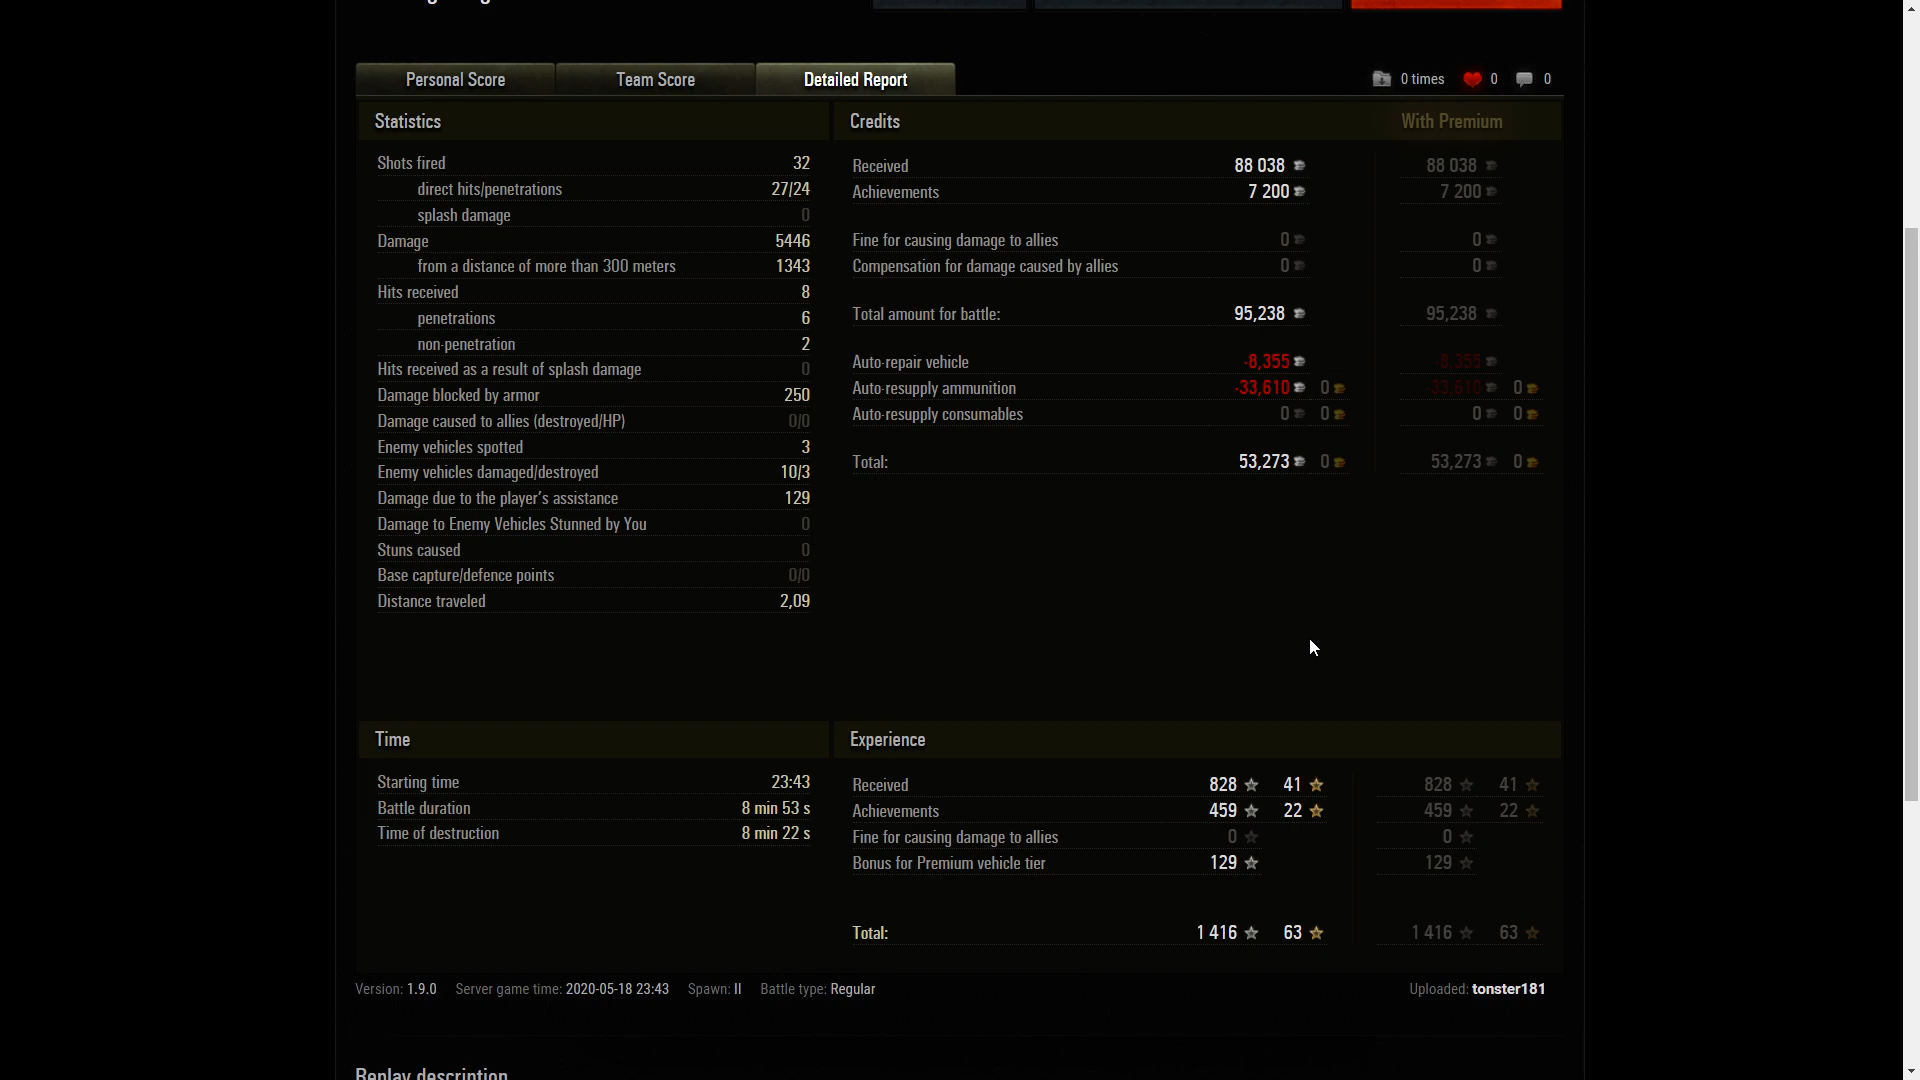 Personal Score Team Score Detailed Report 0 times 0 0
Statistics
Shots fired 32
direct hits/penetrations 27/24
splash damage 0
Damage 5446
from a distance of more than 300 meters 1343
Hits received 8
penetrations 6
non-penetration 2
Hits received as a result of splash damage 0
Damage blocked by armor 250
Damage caused to allies (destroyed/HP) 0/0
Enemy vehicles spotted 3
Enemy vehicles damaged/destroyed 10/3
Damage due to the player's assistance 129
Damage to Enemy Vehicles Stunned by You 0
Stuns caused 0
Base capture/defence points 0/0
Distance traveled 2,09
Credits With Premium
Received 88 038 88 038
Achievements 7 200 7 200
Fine for causing damage to allies 0 0
Compensation for damage caused by allies 0 0
Total amount for battle: 95,238 95,238
Auto-repair vehicle -8,355 -8,355
Auto-resupply ammunition -33,610 0 -33,610 0
Auto-resupply consumables 0 0 0 0
Total: 53,273 0 53,273 0
Time
Starting time 23:43
Battle duration 8 min 53 s
Time of destruction 8 min 22 s
Experience
Received 828 41 828 41
Achievements 459 22 459 22
Fine for causing damage to allies 0 0
Bonus for Premium vehicle tier 129 129
Total: 1 416 63 1 416 63
Version: 1.9.0 Server game time: 2020-05-18 23:43 Spawn: II Battle type: Regular Uploaded: tonster181
Replay description